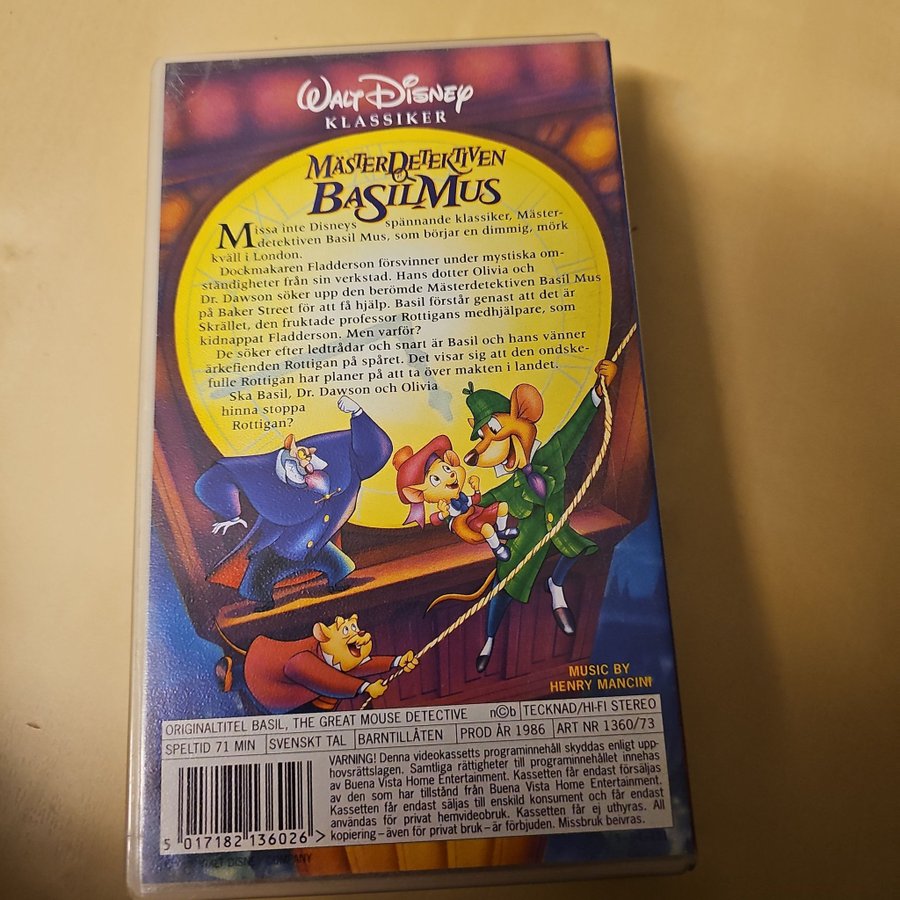 WALT DISNEY
KLASSIKER
MÄSTERDETEKTIVEN
BASIL MUS
Missa inte Disneys spännande klassiker, Mäster-
detektiven Basil Mus, som börjar en dimmig, mörk
kväll i London.
Dockmakaren Fladderson försvinner under mystiska om-
ständigheter från sin verkstad. Hans dotter Olivia och
Dr. Dawson söker upp den berömde Mästerdetektiven Basil Mus
på Baker Street för att få hjälp. Basil förstår genast att det är
Skrället, den fruktade professor Rottigans medhjälpare, som
kidnappat Fladderson. Men varför?
De söker efter ledtrådar och snart är Basil och hans vänner
ärkefienden Rottigan på spåret. Det visar sig att den ondske-
fulle Rottigan har planer på att ta över makten i landet.
Ska Basil, Dr. Dawson och Olivia
hinna stoppa
Rottigan?
MUSIC BY
HENRY MANCINI
ORIGINALTITEL BASIL, THE GREAT MOUSE DETECTIVE n©b TECKNAD/HI-FI STEREO
SPELTID 71 MIN SVENSKT TAL BARNTILLÅTEN PROD ÅR 1986 ART NR 1360/73
VARNING! Denna videokassetts programinnehåll skyddas enligt upp-
hovsrättslagen. Samtliga rättigheter till programinnehållet innehas
av Buena Vista Home Entertainment. Kassetten får endast försäljas
av den som har tillstånd från Buena Vista Home Entertainment.
Kassetten får endast säljas till enskild konsument och får endast
användas för privat hemvideobruk. Kassetten får ej uthyras. All
kopiering – även för privat bruk – är förbjuden. Missbruk beivras.
5 017182 136026 >
DISNEY COMPANY